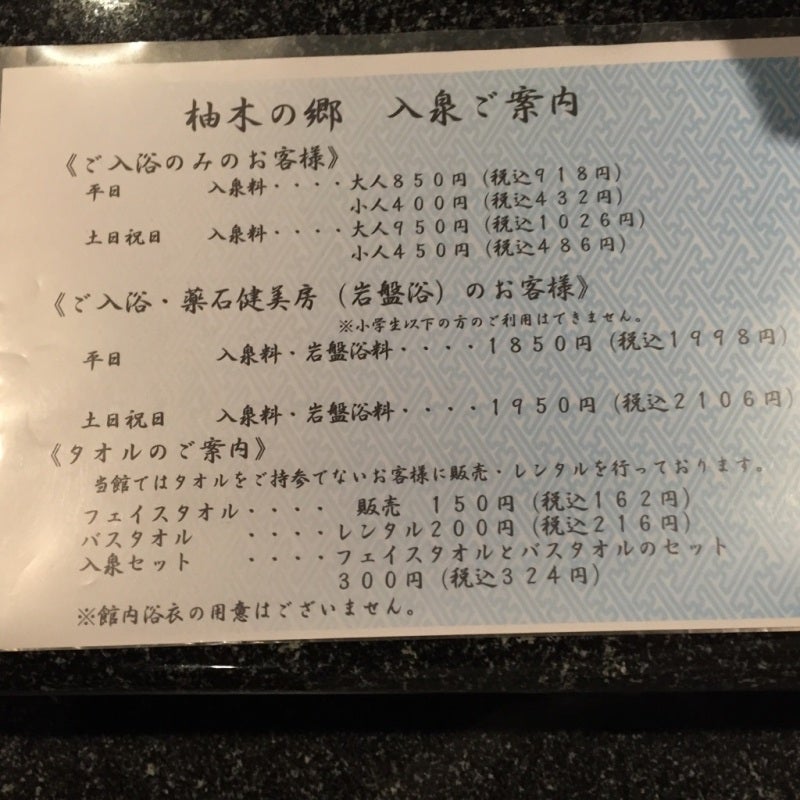 柚木の郷 入泉ご案内
《ご入浴のみのお客様》
平日 入泉料・・・・大人850円(税込918円)
小人400円(税込432円)
土日祝日 入泉料・・・・大人950円(税込1026円)
小人450円(税込486円)
《ご入浴・薬石健美房(岩盤浴)のお客様》
※小学生以下の方のご利用はできません。
平日 入泉料・岩盤浴料・・・・1850円(税込1998円)
土日祝日 入泉料・岩盤浴料・・・・1950円(税込2106円)
《タオルのご案内》
当館ではタオルをご持参でないお客様に販売・レンタルを行っております。
フェイスタオル・・・・ 販売 150円(税込162円)
バスタオル ・・・・レンタル200円(税込216円)
入泉セット ・・・・フェイスタオルとバスタオルのセット
300円(税込324円)
※館内浴衣の用意はございません。